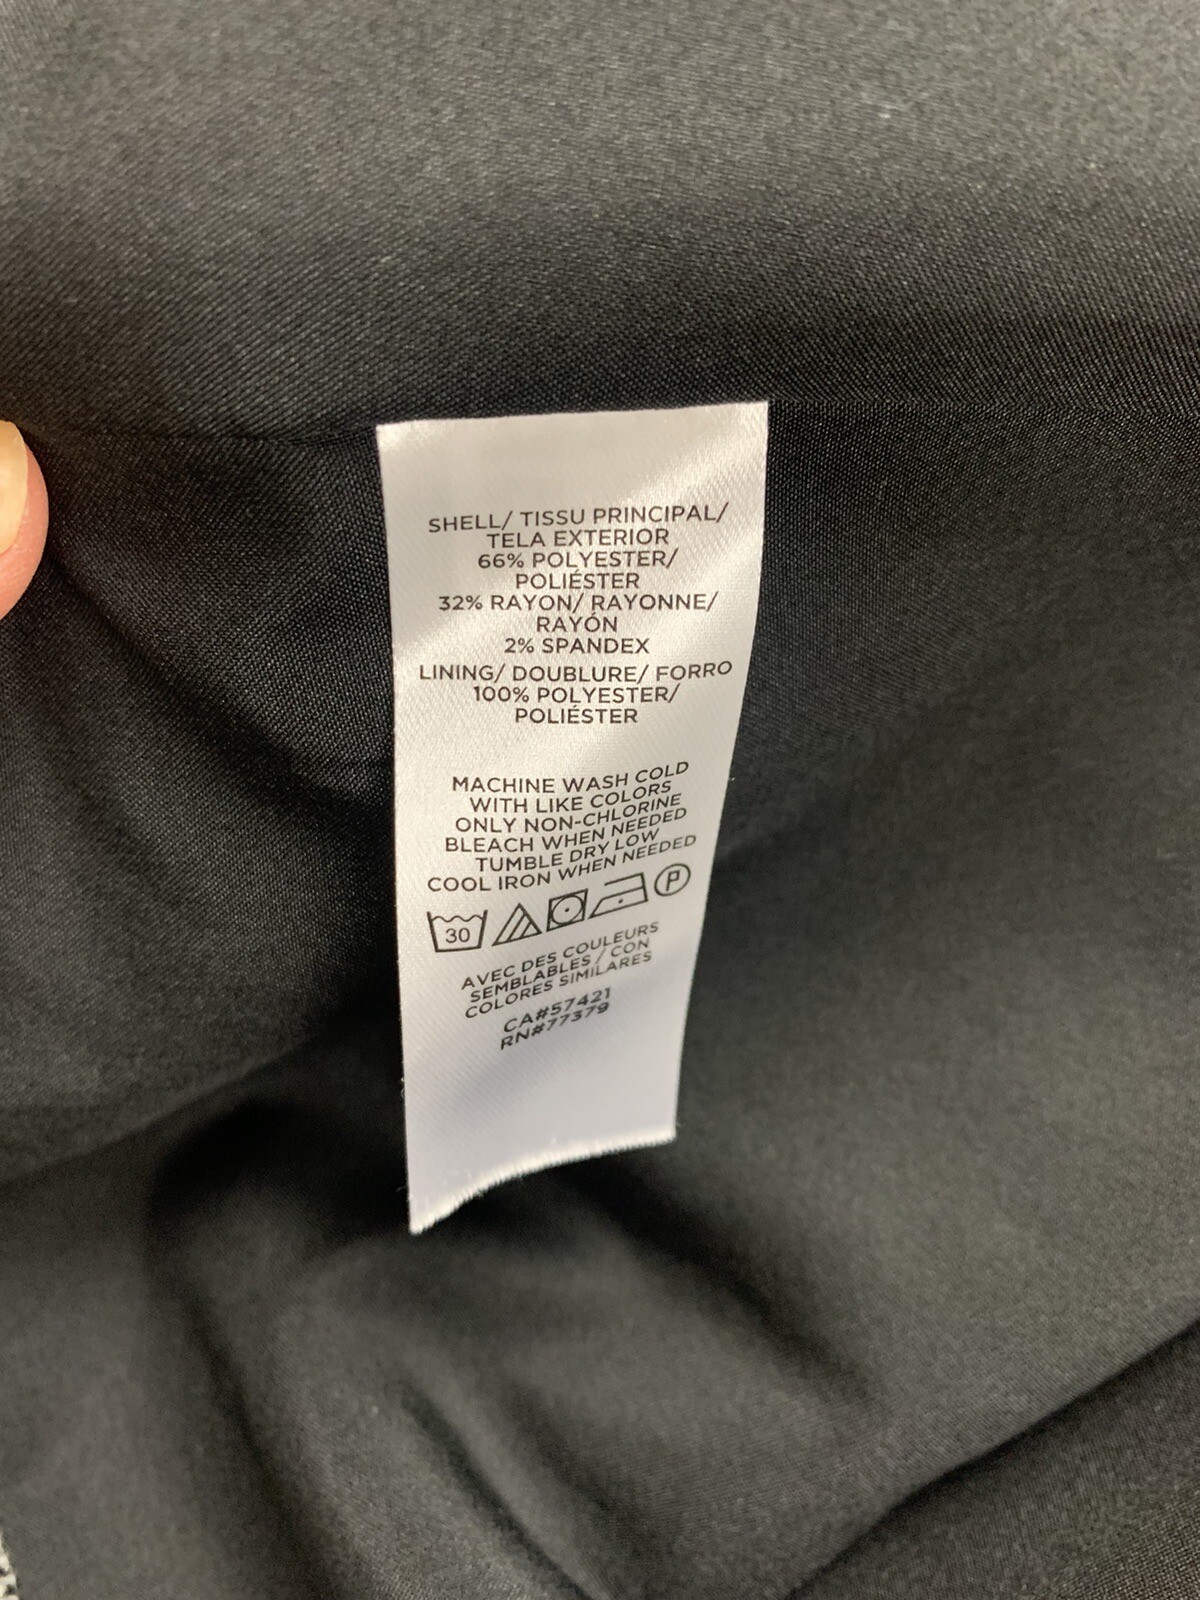 SHELL/ TISSU PRINCIPAL/
TELA EXTERIOR
66% POLYESTER/
POLIÉSTER
32% RAYON/ RAYONNE/
RAYÓN
2% SPANDEX
LINING/ DOUBLURE/ FORRO
100% POLYESTER/
POLIÉSTER
MACHINE WASH COLD
WITH LIKE COLORS
ONLY NON-CHLORINE
BLEACH WHEN NEEDED
TUMBLE DRY LOW
COOL IRON WHEN NEEDED
30 P
AVEC DES COULEURS
SEMBLABLES / CON
COLORES SIMILARES
CA#57421
RN#77379